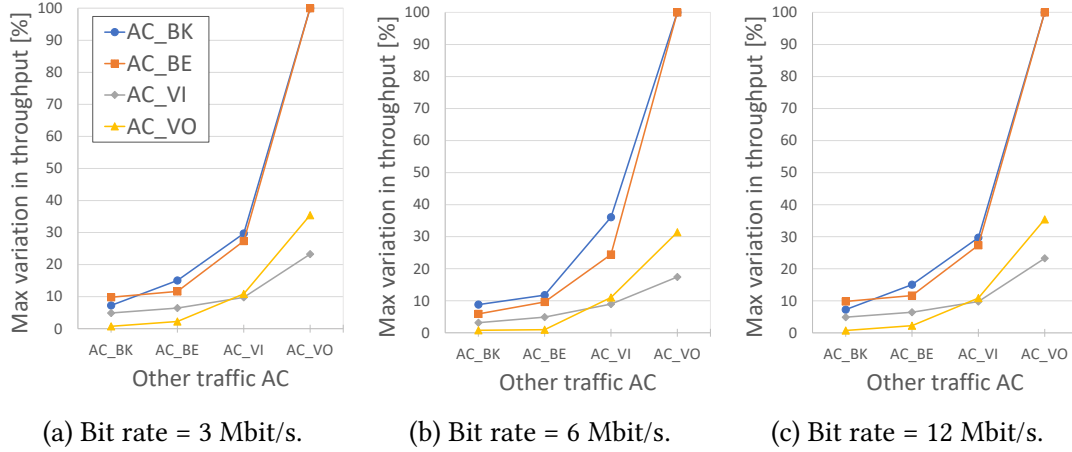 Max variation in throughput [%]
100
90
80
70
60
50
40
30
20
10
0
AC_BK
AC_BE
AC_VI
AC_VO
AC_BK
AC_BE
AC_VI
AC_VO
Other traffic AC
(a) Bit rate = 3 Mbit/s.
Max variation in throughput [%]
100
90
80
70
60
50
40
30
20
10
0
AC_BK
AC_BE
AC_VI
AC_VO
Other traffic AC
(b) Bit rate = 6 Mbit/s.
Max variation in throughput [%]
100
90
80
70
60
50
40
30
20
10
0
AC_BK
AC_BE
AC_VI
AC_VO
Other traffic AC
(c) Bit rate = 12 Mbit/s.